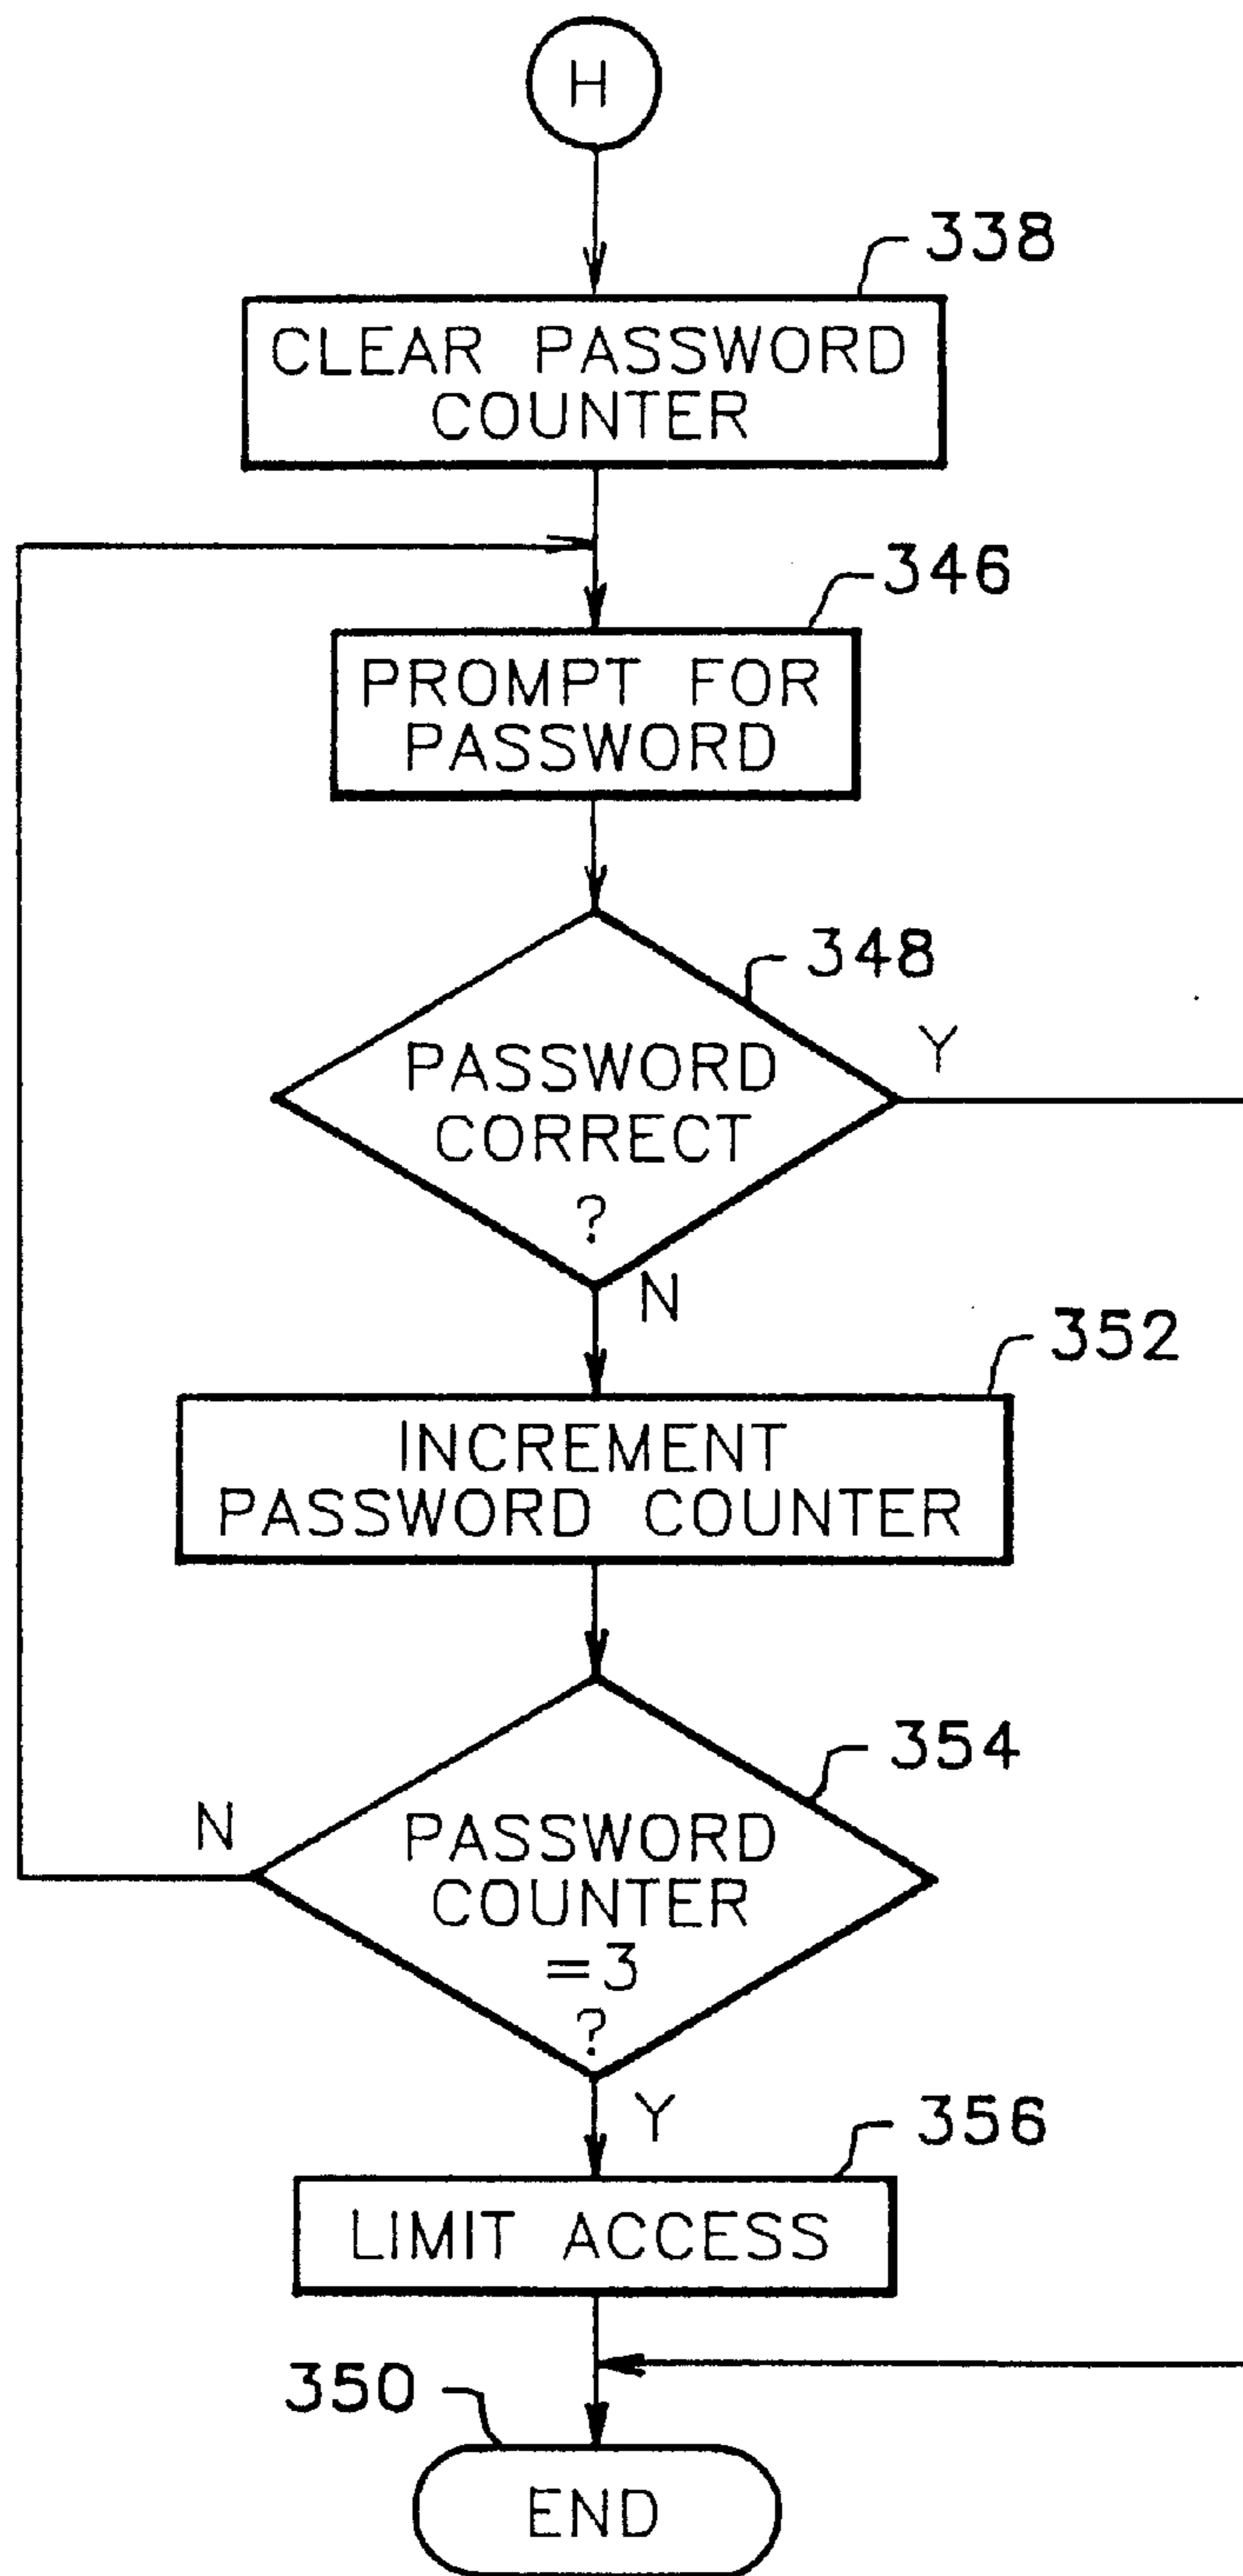 H
338
CLEAR PASSWORD
COUNTER
346
PROMPT FOR
PASSWORD
348
Y
PASSWORD
CORRECT
?
N
352
INCREMENT
PASSWORD COUNTER
354
N
PASSWORD
COUNTER
=3
?
Y
356
LIMIT ACCESS
350
END